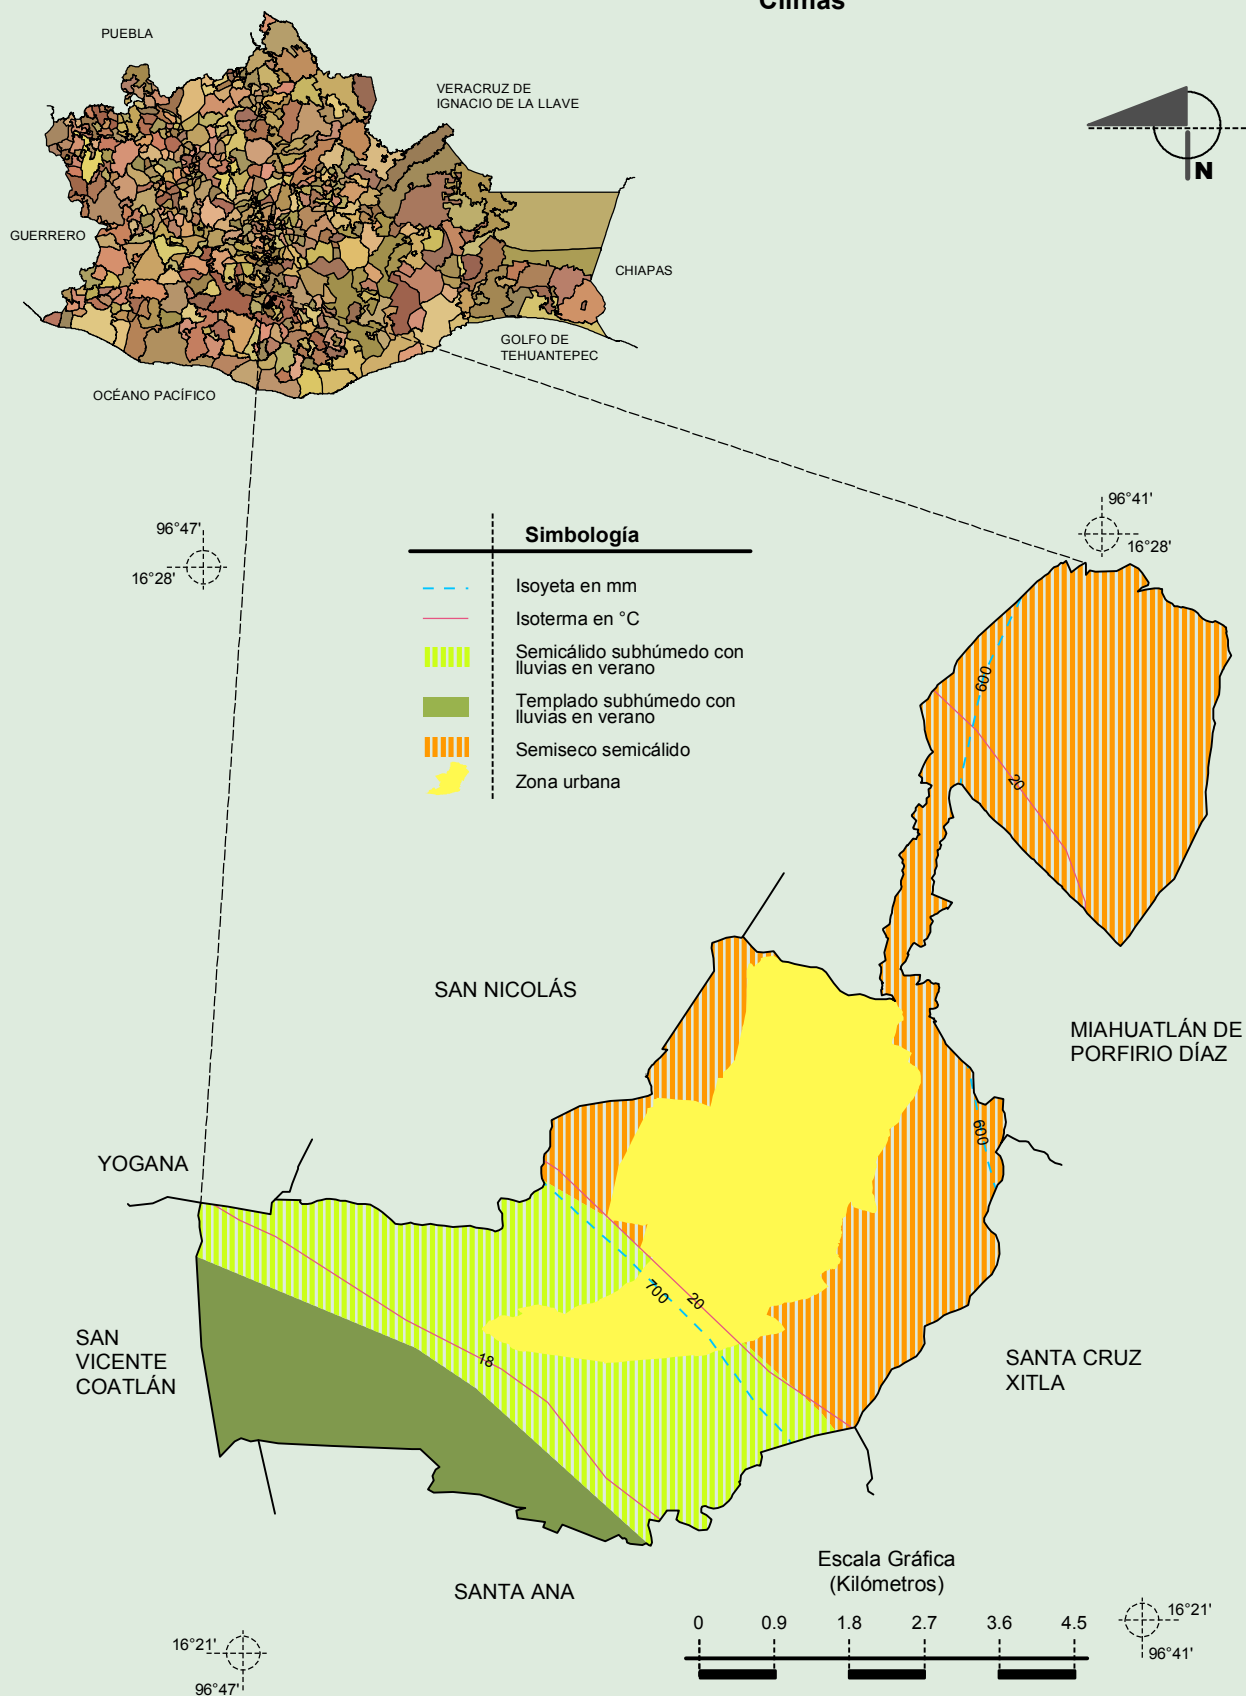 Climas
PUEBLA
VERACRUZ DE
IGNACIO DE LA LLAVE
N
GUERRERO
CHIAPAS
GOLFO DE
TEHUANTEPEC
OCÉANO PACÍFICO
96°47'
16°28'
96°41'
16°28'
Simbología
Isoyeta en mm
Isoterma en °C
Semicálido subhúmedo con
lluvias en verano
Templado subhúmedo con
lluvias en verano
Semiseco semicálido
Zona urbana
600
20
SAN NICOLÁS
MIAHUATLÁN DE
PORFIRIO DÍAZ
600
YOGANA
700
20
18
SAN
VICENTE
COATLÁN
SANTA CRUZ
XITLA
SANTA ANA
Escala Gráfica
(Kilómetros)
0 0.9 1.8 2.7 3.6 4.5
16°21'
96°41'
16°21'
96°47'